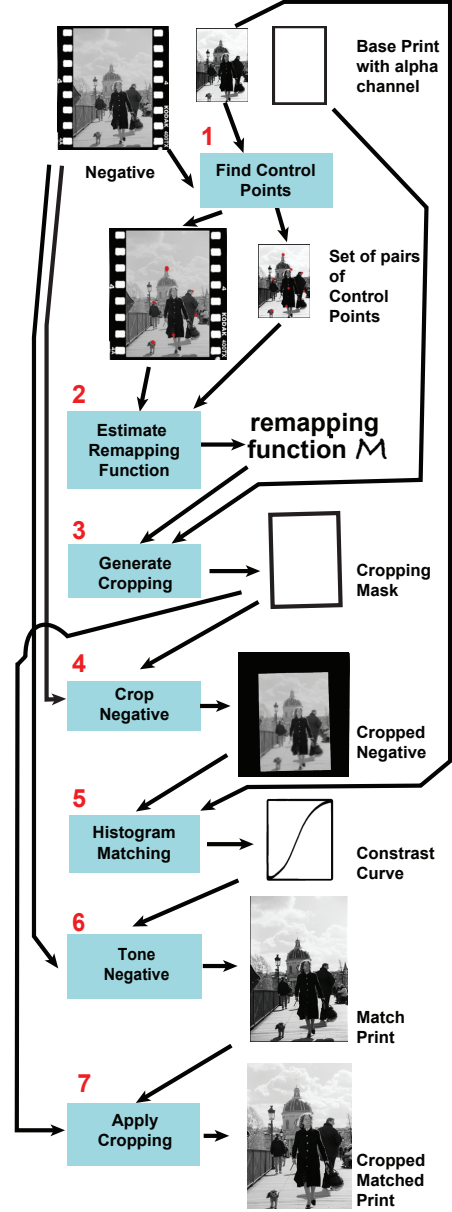 Base Print
with alpha
channel
Negative
1
Find Control
Points
Set of pairs
of
Control
Points
2
Estimate
Remapping
Function
remapping
function M
3
Generate
Cropping
Cropping
Mask
4
Crop
Negative
Cropped
Negative
5
Histogram
Matching
Constrast
Curve
6
Tone
Negative
Match
Print
7
Apply
Cropping
Cropped
Matched
Print